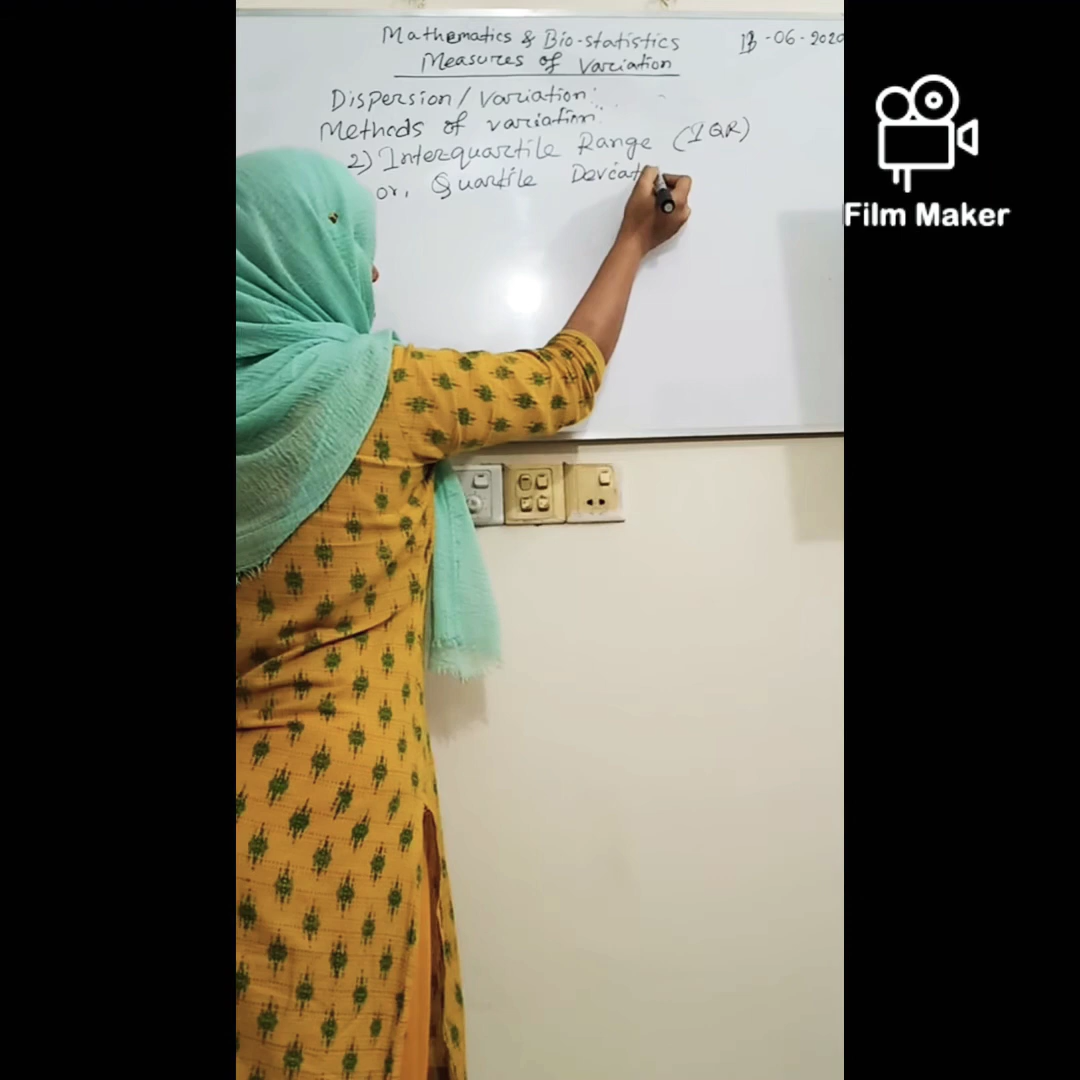 Mathematics & Bio-statistics
13-06-2020
Measures of Variation
Dispersion/Variation:
Methods of variation:
2) Interquartile Range (IQR)
or, Quartile Deviat
Film Maker